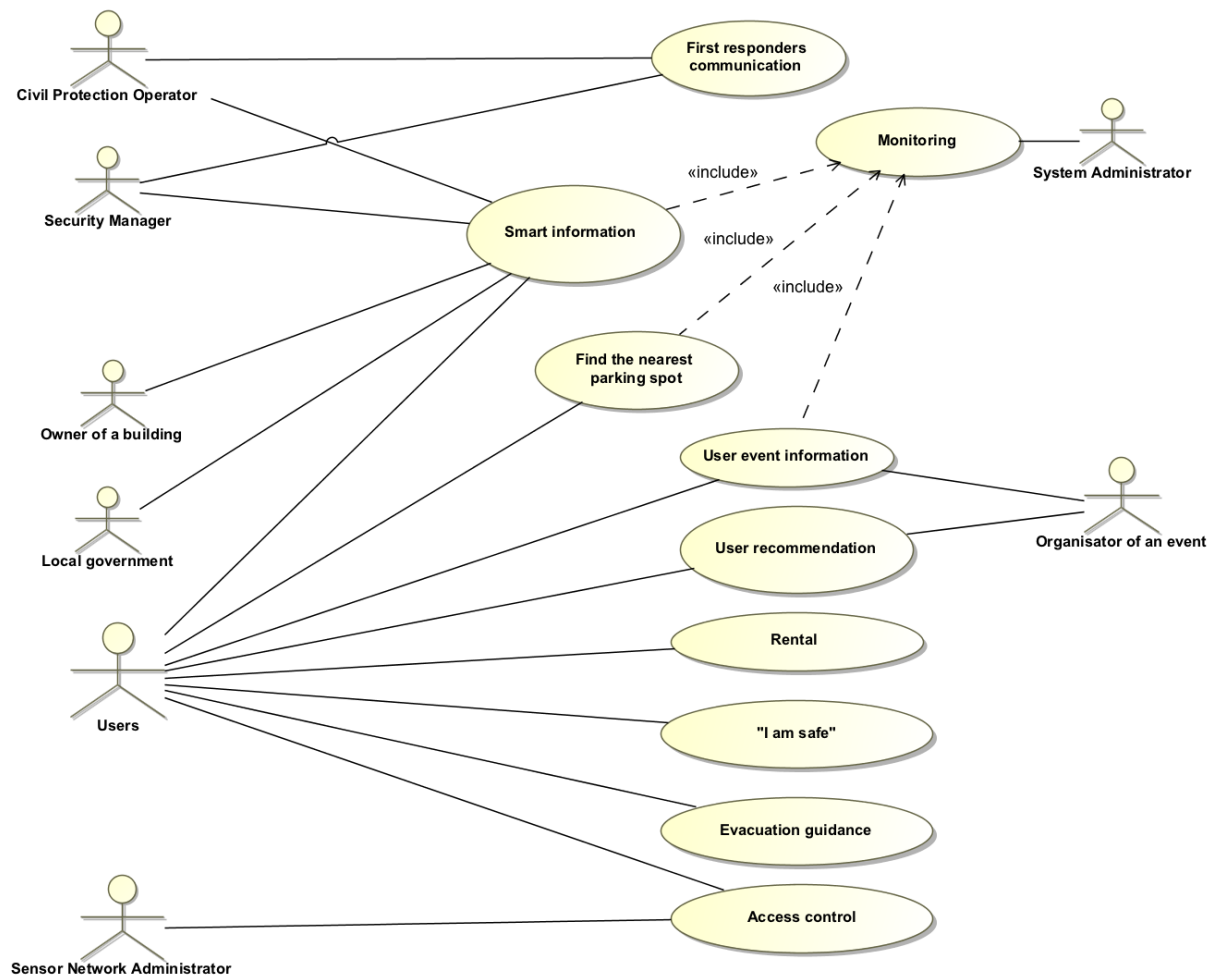 First responders
communication
Civil Protection Operator
Monitoring
System Administrator
«include»
Security Manager
Smart information
«include»
«include»
Find the nearest
parking spot
Owner of a building
User event information
Organisator of an event
User recommendation
Local government
Rental
Users
"I am safe"
Evacuation guidance
Access control
Sensor Network Administrator